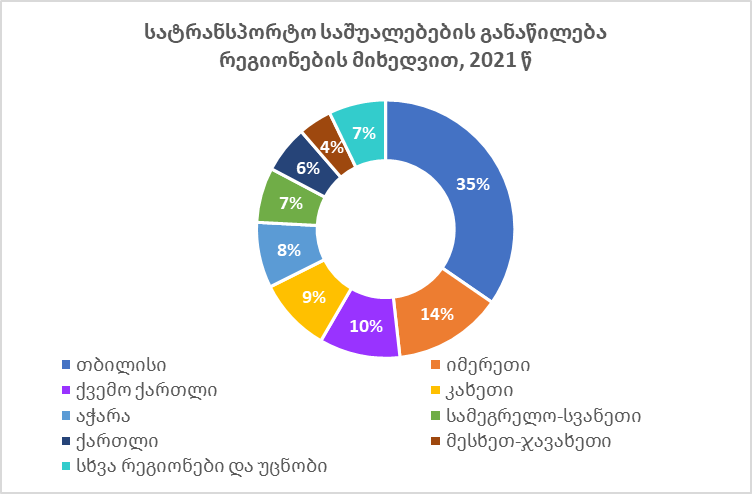 სატრანსპორტო საშუალებების განაწილება
რეგიონების მიხედვით, 2021 წ
35%
14%
10%
9%
8%
7%
6%
4%
7%
თბილისი
იმერეთი
ქვემო ქართლი
კახეთი
აჭარა
სამეგრელო-სვანეთი
ქართლი
მესხეთ-ჯავახეთი
სხვა რეგიონები და უცნობი